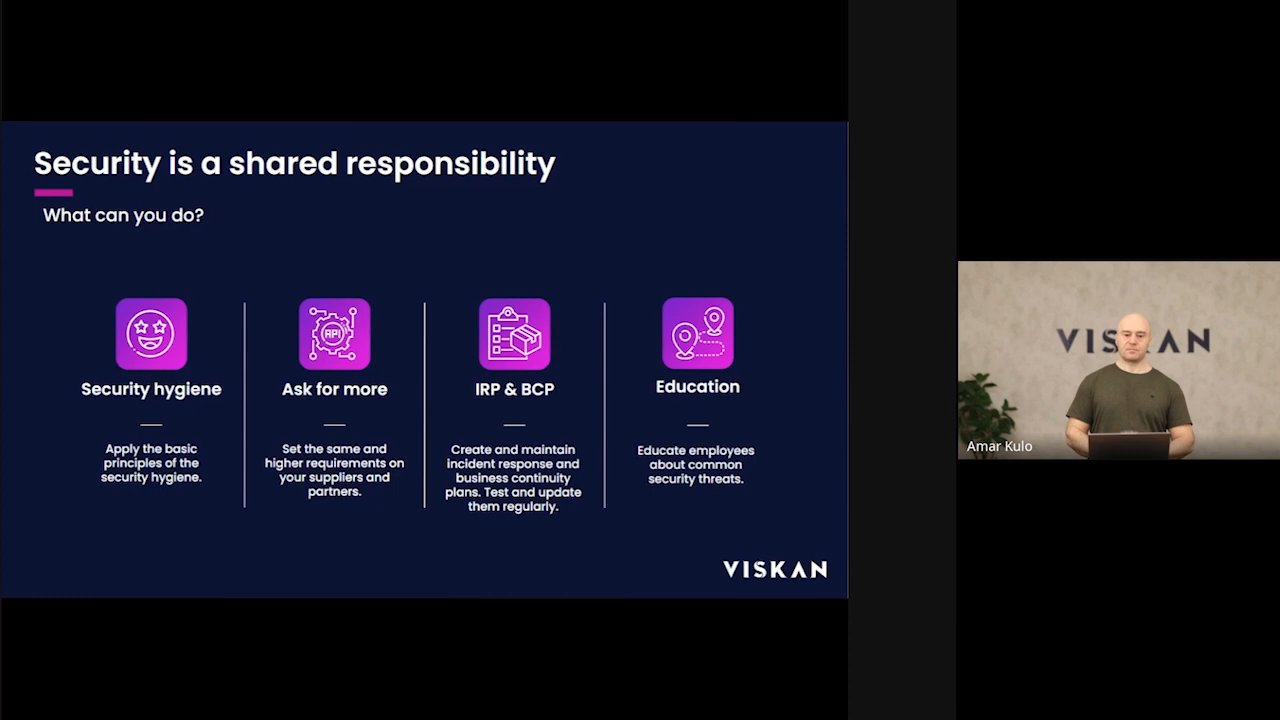 Security is a shared responsibility
What can you do?
Security hygiene
Apply the basic
principles of the
security hygiene.
API
Ask for more
Set the same and
higher requirements on
your suppliers and
partners.
IRP & BCP
Create and maintain
incident response and
business continuity
plans. Test and update
them regularly.
Education
Educate employees
about common
security threats.
VISKAN
VISKAN
Amar Kulo